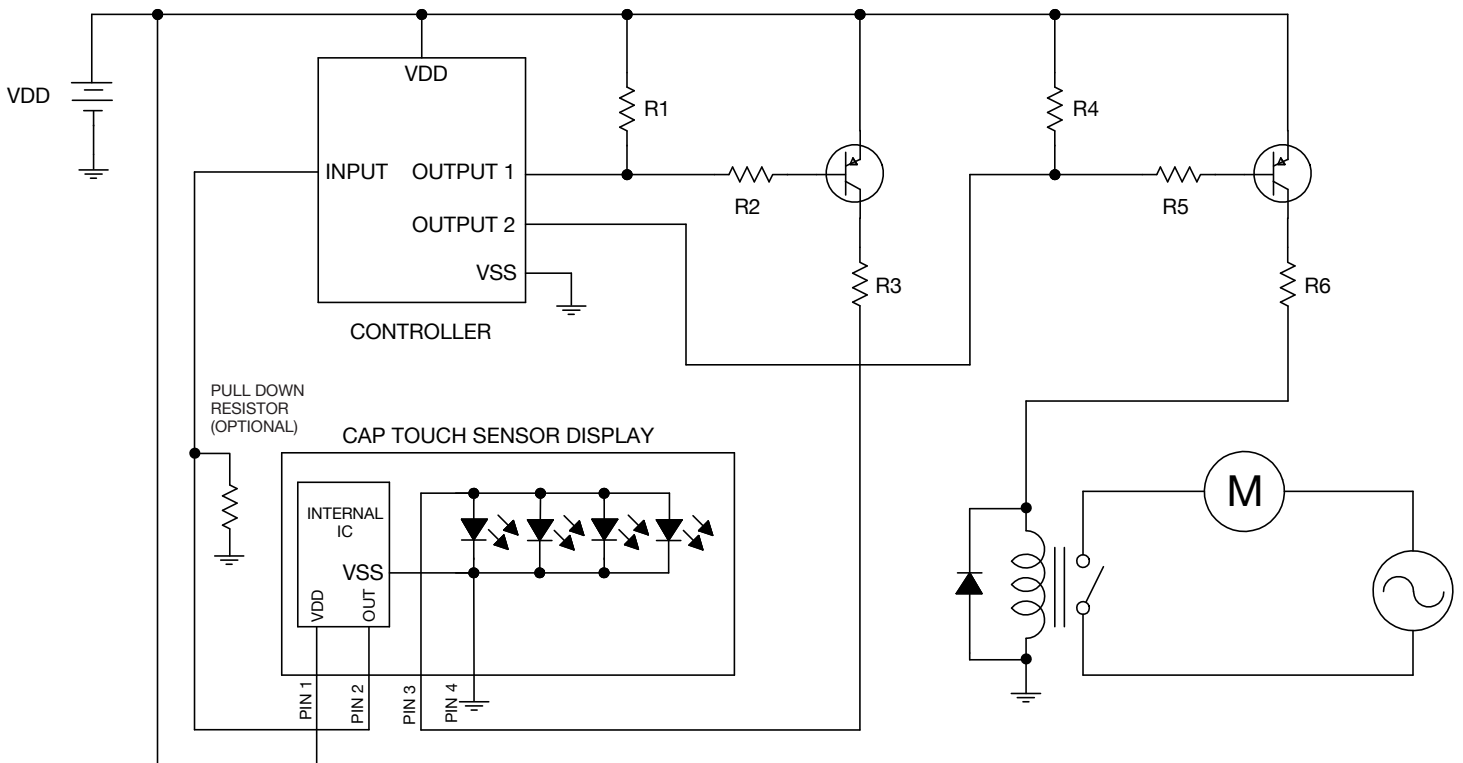 VDD
VDD
INPUT
OUTPUT 1
OUTPUT 2
VSS
CONTROLLER
R1
R2
R3
R4
R5
R6
PULL DOWN
RESISTOR
(OPTIONAL)
CAP TOUCH SENSOR DISPLAY
INTERNAL
IC
VSS
VDD
OUT
PIN 1
PIN 2
PIN 3
PIN 4
M